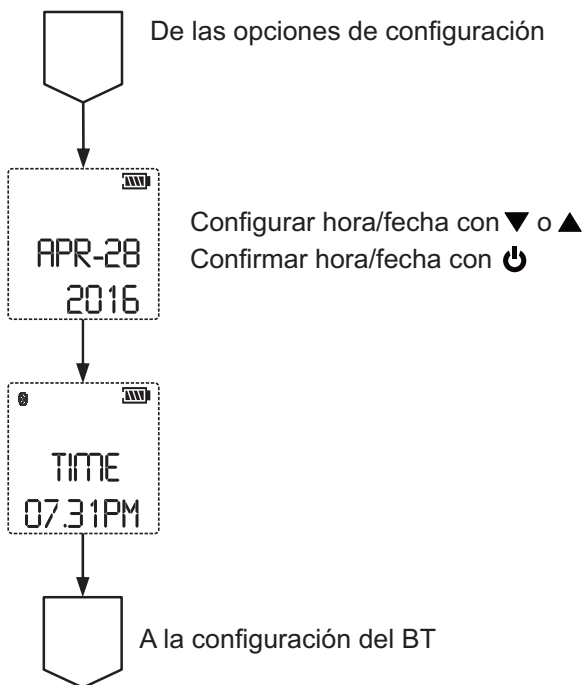 De las opciones de configuración
Configurar hora/fecha con ▼ o ▲
Confirmar hora/fecha con ⏻
APR-28
2016
TIME
07.31PM
A la configuración del BT